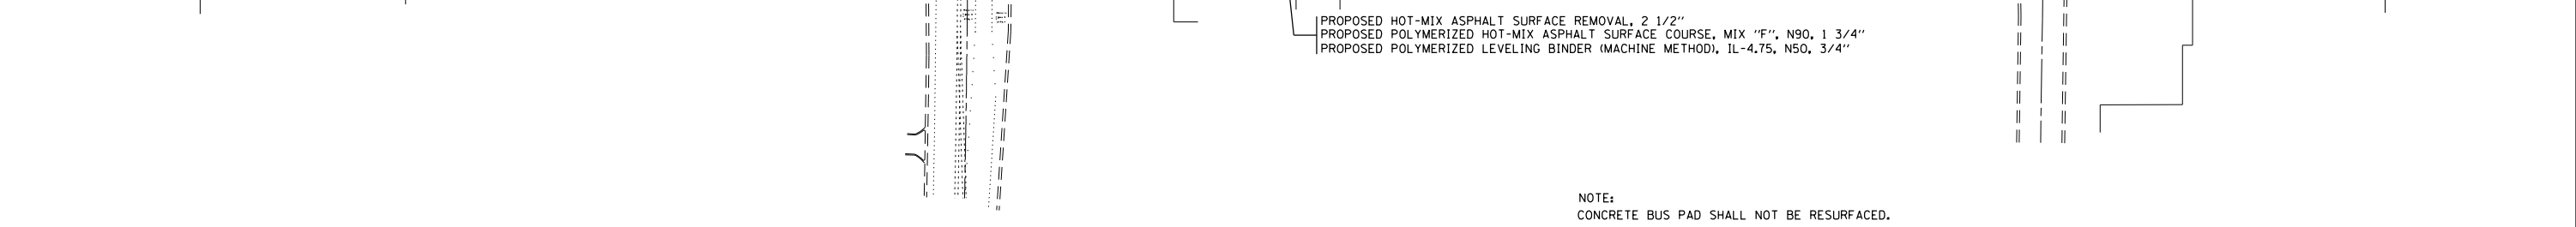 PROPOSED HOT-MIX ASPHALT SURFACE REMOVAL, 2 1/2"
PROPOSED POLYMERIZED HOT-MIX ASPHALT SURFACE COURSE, MIX "F", N90, 1 3/4"
PROPOSED POLYMERIZED LEVELING BINDER (MACHINE METHOD), IL-4.75, N50, 3/4"
NOTE:
CONCRETE BUS PAD SHALL NOT BE RESURFACED.